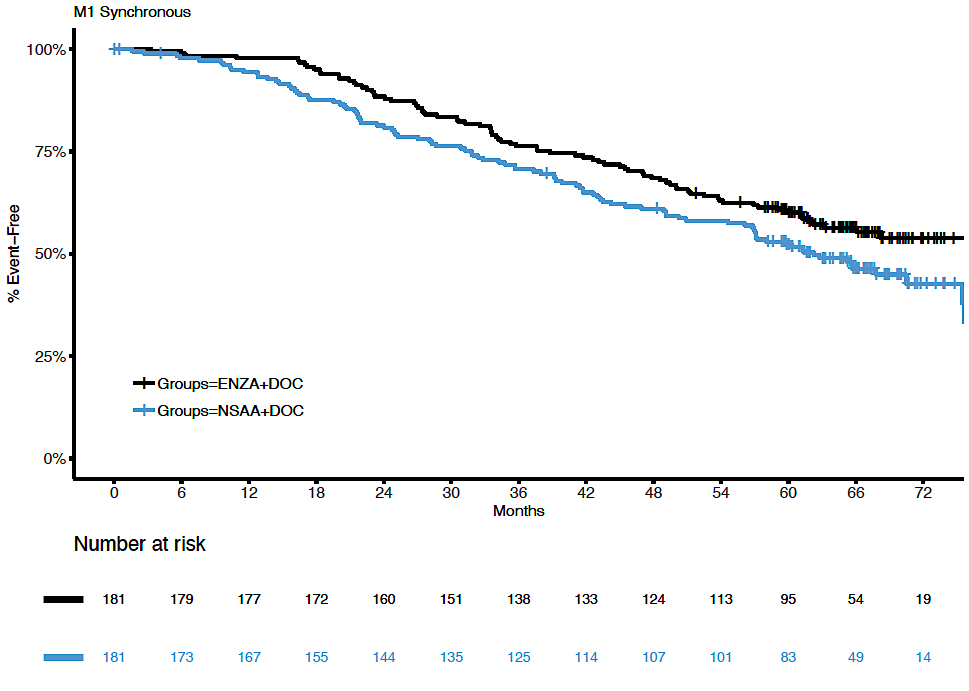 M1 Synchronous
100%
75%
50%
25%
0%
% Event–Free
Groups=ENZA+DOC
Groups=NSAA+DOC
0 6 12 18 24 30 36 42 48 54 60 66 72
Months
Number at risk
181 179 177 172 160 151 138 133 124 113 95 54 19
181 173 167 155 144 135 125 114 107 101 83 49 14